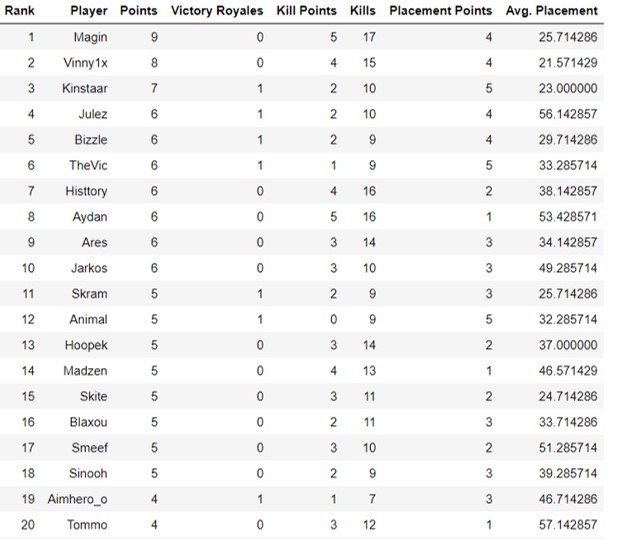 Rank Player Points Victory Royales Kill Points Kills Placement Points Avg. Placement
1 Magin 9 0 5 17 4 25.714286
2 Vinny1x 8 0 4 15 4 21.571429
3 Kinstaar 7 1 2 10 5 23.000000
4 Julez 6 1 2 10 4 56.142857
5 Bizzle 6 1 2 9 4 29.714286
6 TheVic 6 1 1 9 5 33.285714
7 Histtory 6 0 4 16 2 38.142857
8 Aydan 6 0 5 16 1 53.428571
9 Ares 6 0 3 14 3 34.142857
10 Jarkos 6 0 3 10 3 49.285714
11 Skram 5 1 2 9 3 25.714286
12 Animal 5 1 0 9 5 32.285714
13 Hoopek 5 0 3 14 2 37.000000
14 Madzen 5 0 4 13 1 46.571429
15 Skite 5 0 3 11 2 24.714286
16 Blaxou 5 0 2 11 3 33.714286
17 Smeef 5 0 3 10 2 51.285714
18 Sinooh 5 0 2 9 3 39.285714
19 Aimhero_o 4 1 1 7 3 46.714286
20 Tommo 4 0 3 12 1 57.142857